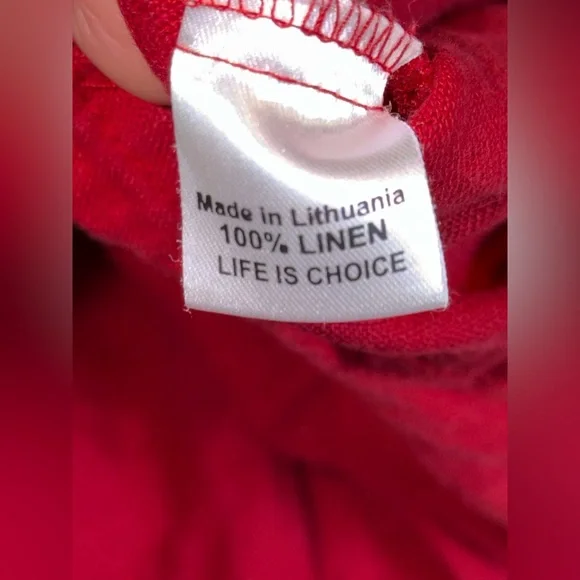 Made in Lithuania
100% LINEN
LIFE IS CHOICE